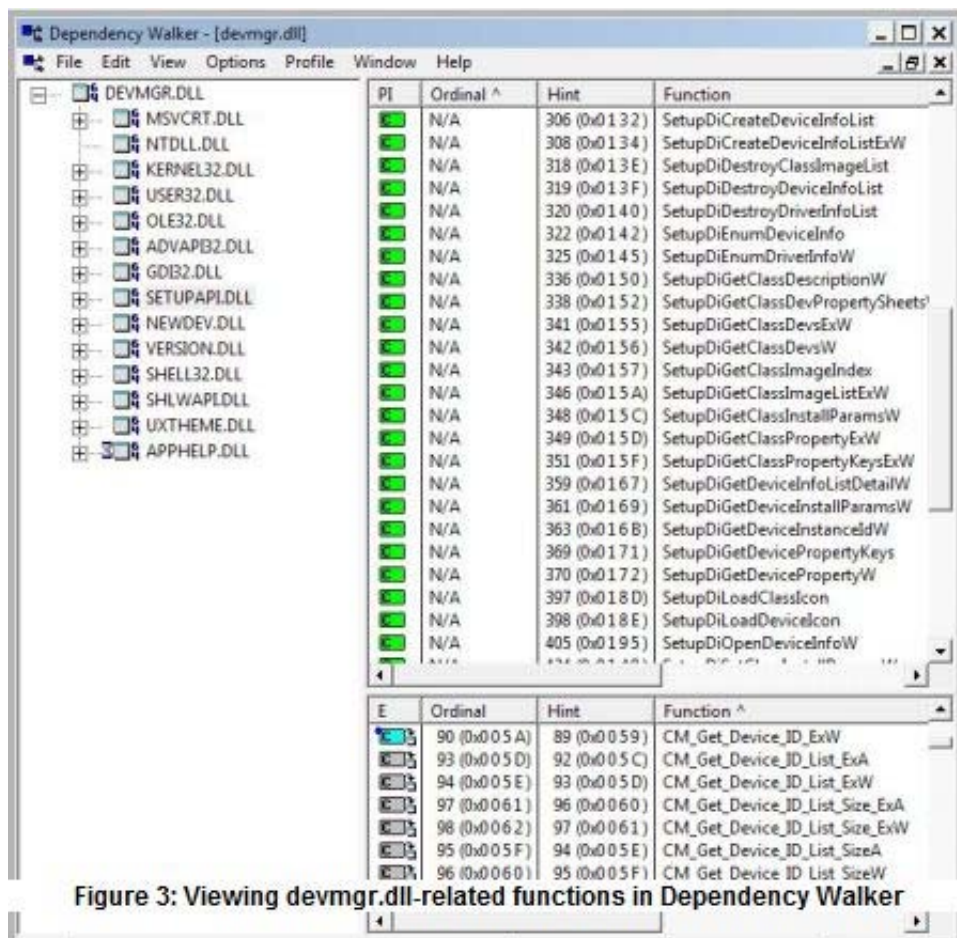 Dependency Walker - [devmgr.dll]
File Edit View Options Profile Window Help
DEVMGR.DLL
MSVCRT.DLL
NTDLL.DLL
KERNEL32.DLL
USER32.DLL
OLE32.DLL
ADVAPI32.DLL
GDI32.DLL
SETUPAPI.DLL
NEWDEV.DLL
VERSION.DLL
SHELL32.DLL
SHLWAPI.DLL
UXTHEME.DLL
APPHELP.DLL
PI Ordinal ^ Hint Function
N/A 306 (0x0132) SetupDiCreateDeviceInfoList
N/A 308 (0x0134) SetupDiCreateDeviceInfoListExW
N/A 318 (0x013E) SetupDiDestroyClassImageList
N/A 319 (0x013F) SetupDiDestroyDeviceInfoList
N/A 320 (0x0140) SetupDiDestroyDriverInfoList
N/A 322 (0x0142) SetupDiEnumDeviceInfo
N/A 325 (0x0145) SetupDiEnumDriverInfoW
N/A 336 (0x0150) SetupDiGetClassDescriptionW
N/A 338 (0x0152) SetupDiGetClassDevPropertySheets
N/A 341 (0x0155) SetupDiGetClassDevsExW
N/A 342 (0x0156) SetupDiGetClassDevsW
N/A 343 (0x0157) SetupDiGetClassImageIndex
N/A 346 (0x015A) SetupDiGetClassImageListExW
N/A 348 (0x015C) SetupDiGetClassInstallParamsW
N/A 349 (0x015D) SetupDiGetClassPropertyExW
N/A 351 (0x015F) SetupDiGetClassPropertyKeysExW
N/A 359 (0x0167) SetupDiGetDeviceInfoListDetailW
N/A 361 (0x0169) SetupDiGetDeviceInstallParamsW
N/A 363 (0x016B) SetupDiGetDeviceInstanceIdW
N/A 369 (0x0171) SetupDiGetDevicePropertyKeys
N/A 370 (0x0172) SetupDiGetDevicePropertyW
N/A 397 (0x018D) SetupDiLoadClassIcon
N/A 398 (0x018E) SetupDiLoadDeviceIcon
N/A 405 (0x0195) SetupDiOpenDeviceInfoW
E Ordinal Hint Function ^
90 (0x005A) 89 (0x0059) CM_Get_Device_ID_ExW
93 (0x005D) 92 (0x005C) CM_Get_Device_ID_List_ExA
94 (0x005E) 93 (0x005D) CM_Get_Device_ID_List_ExW
97 (0x0061) 96 (0x0060) CM_Get_Device_ID_List_Size_ExA
98 (0x0062) 97 (0x0061) CM_Get_Device_ID_List_Size_ExW
95 (0x005F) 94 (0x005E) CM_Get_Device_ID_List_SizeA
96 (0x0060) 95 (0x005F) CM_Get_Device_ID_List_SizeW
Figure 3: Viewing devmgr.dll-related functions in Dependency Walker